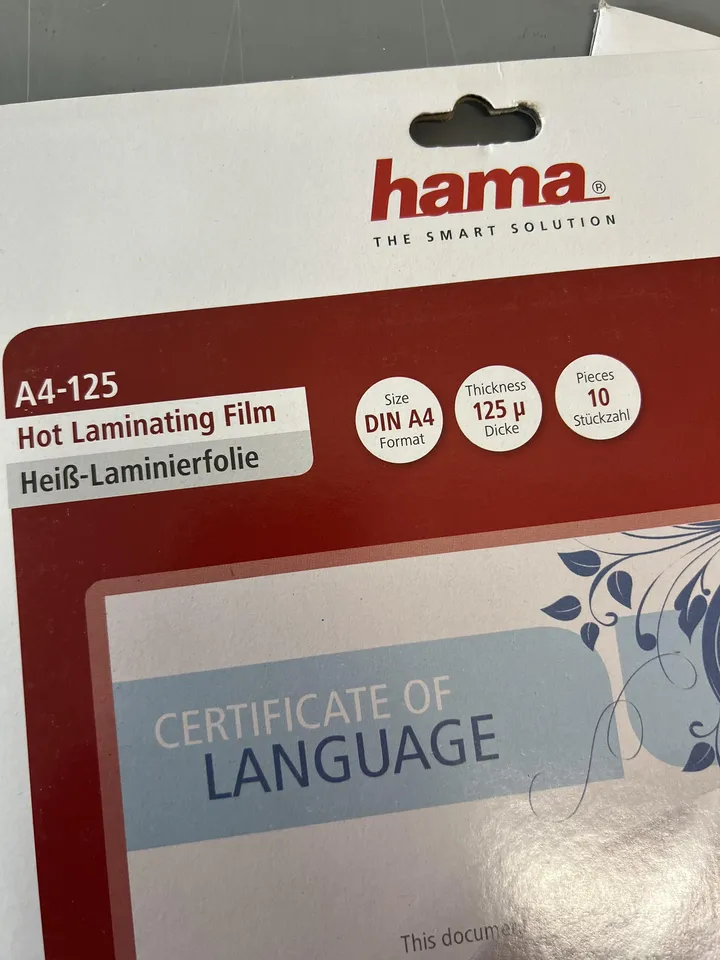 hama®
THE SMART SOLUTION
A4-125
Hot Laminating Film
Heiß-Laminierfolie
Size
DIN A4
Format
Thickness
125 µ
Dicke
Pieces
10
Stückzahl
CERTIFICATE OF
LANGUAGE
This